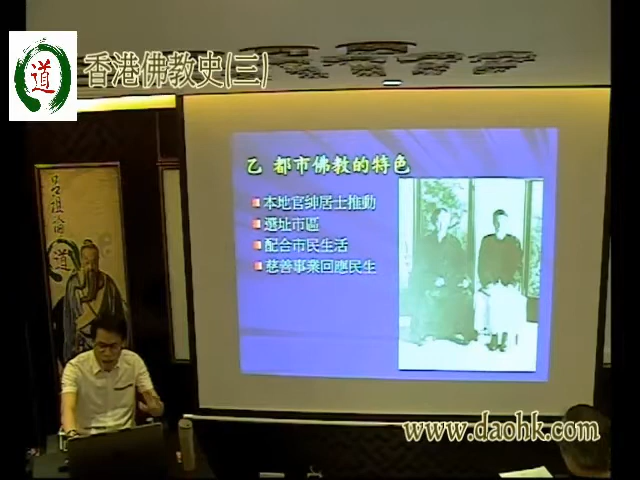 道
香港佛教史(三)
乙 都市佛教的特色
本地官紳居士推動
選址市區
配合市民生活
慈善事業回應民生
呂祖
道
www.daohk.com